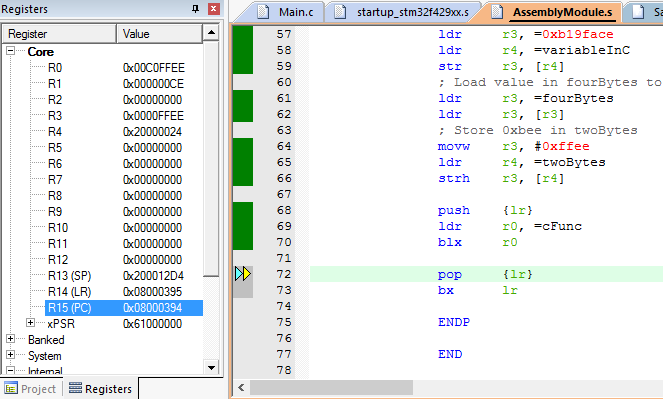 Registers
Register Value
Core
R0 0x00C0FFEE
R1 0x000000CE
R2 0x00000000
R3 0x0000FFEE
R4 0x20000024
R5 0x00000000
R6 0x00000000
R7 0x00000000
R8 0x00000000
R9 0x00000000
R10 0x00000000
R11 0x00000000
R12 0x00000000
R13 (SP) 0x200012D4
R14 (LR) 0x08000395
R15 (PC) 0x08000394
xPSR 0x61000000
Banked
System
Internal
Project Registers
Main.c startup_stm32f429xx.s AssemblyModule.s Sa
57 ldr r3, =0xb19face
58 ldr r4, =variableInC
59 str r3, [r4]
60 ; Load value in fourBytes to
61 ldr r3, =fourBytes
62 ldr r3, [r3]
63 ; Store 0xbee in twoBytes
64 movw r3, #0xffee
65 ldr r4, =twoBytes
66 strh r3, [r4]
67
68 push {lr}
69 ldr r0, =cFunc
70 blx r0
71
72 pop {lr}
73 bx lr
74
75 ENDP
76
77 END
78